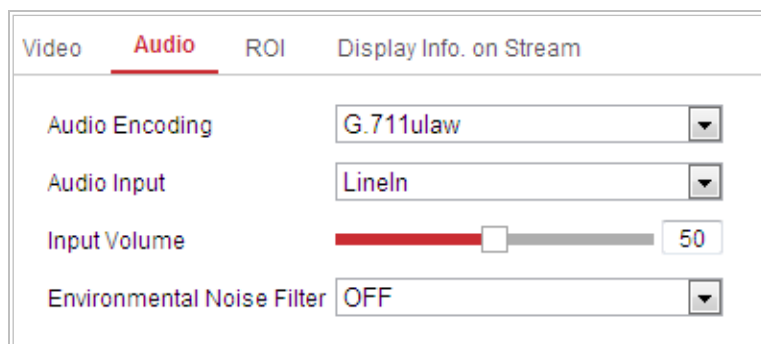 Video Audio ROI Display Info. on Stream
Audio Encoding G.711ulaw
Audio Input LineIn
Input Volume 50
Environmental Noise Filter OFF